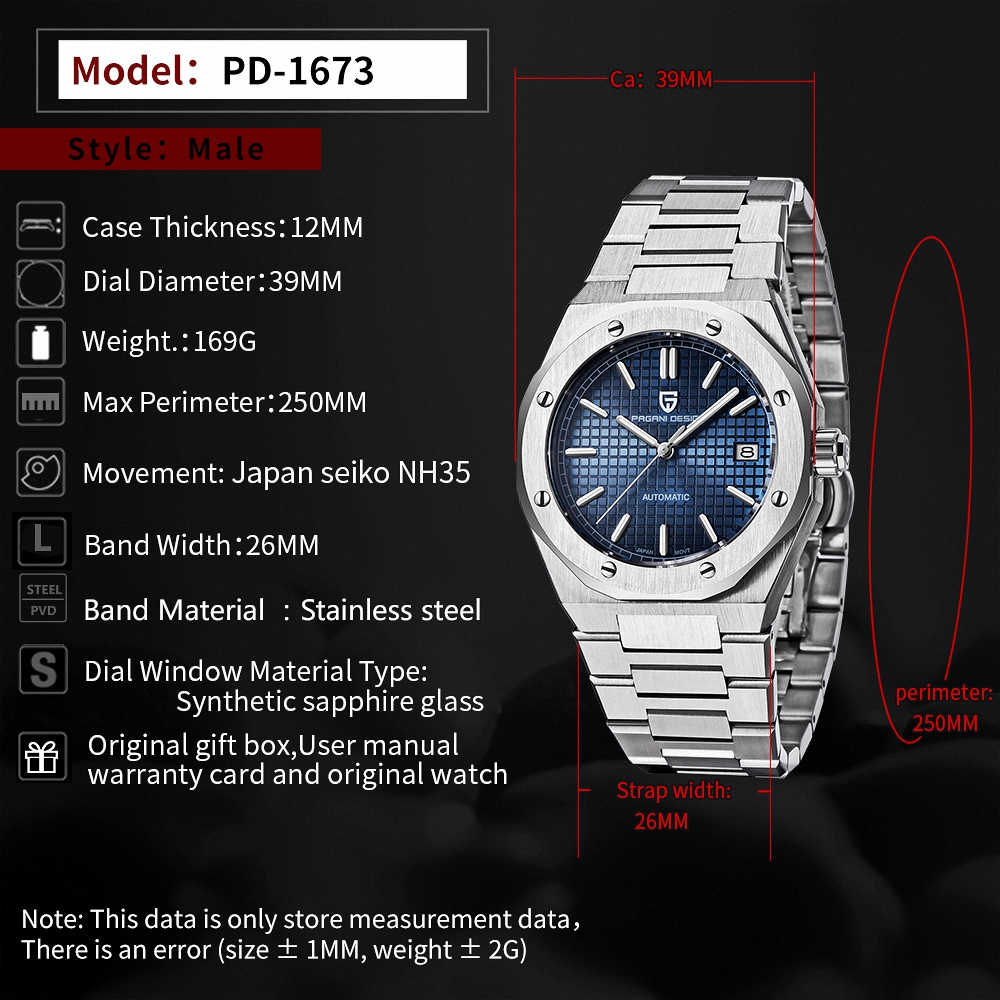 Model: PD-1673
Style: Male
Ca: 39MM
Case Thickness:12MM
Dial Diameter:39MM
Weight.:169G
Max Perimeter:250MM
Movement: Japan seiko NH35
L
Band Width:26MM
STEEL
PVD
Band Material : Stainless steel
S
Dial Window Material Type:
Synthetic sapphire glass
Original gift box,User manual
warranty card and original watch
PAGANI DESIG
8
AUTOMATIC
JAPAN MOVT
perimeter:
250MM
Strap width:
26MM
Note: This data is only store measurement data,
There is an error (size ± 1MM, weight ± 2G)